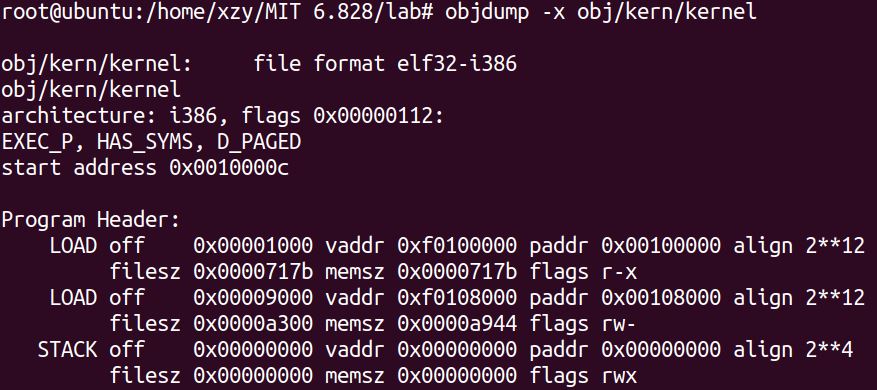 root@ubuntu:/home/xzy/MIT 6.828/lab# objdump -x obj/kern/kernel
obj/kern/kernel:     file format elf32-i386
obj/kern/kernel
architecture: i386, flags 0x00000112:
EXEC_P, HAS_SYMS, D_PAGED
start address 0x0010000c
Program Header:
    LOAD off    0x00001000 vaddr 0xf0100000 paddr 0x00100000 align 2**12
         filesz 0x0000717b memsz 0x0000717b flags r-x
    LOAD off    0x00009000 vaddr 0xf0108000 paddr 0x00108000 align 2**12
         filesz 0x0000a300 memsz 0x0000a944 flags rw-
   STACK off    0x00000000 vaddr 0x00000000 paddr 0x00000000 align 2**4
         filesz 0x00000000 memsz 0x00000000 flags rwx